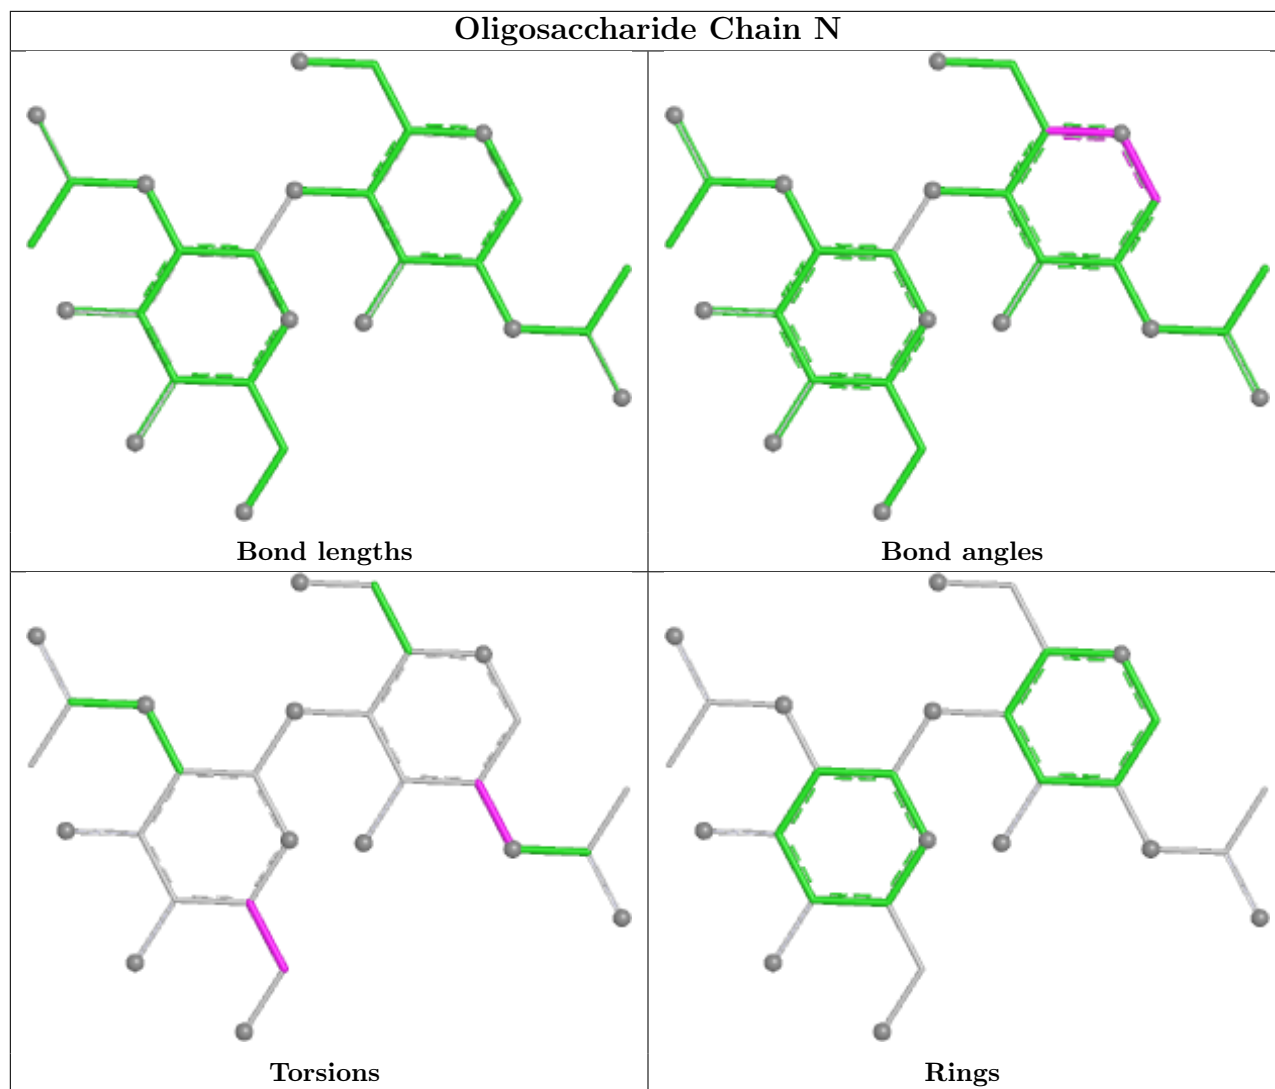 Oligosaccharide Chain N
Bond lengths
Bond angles
Torsions
Rings